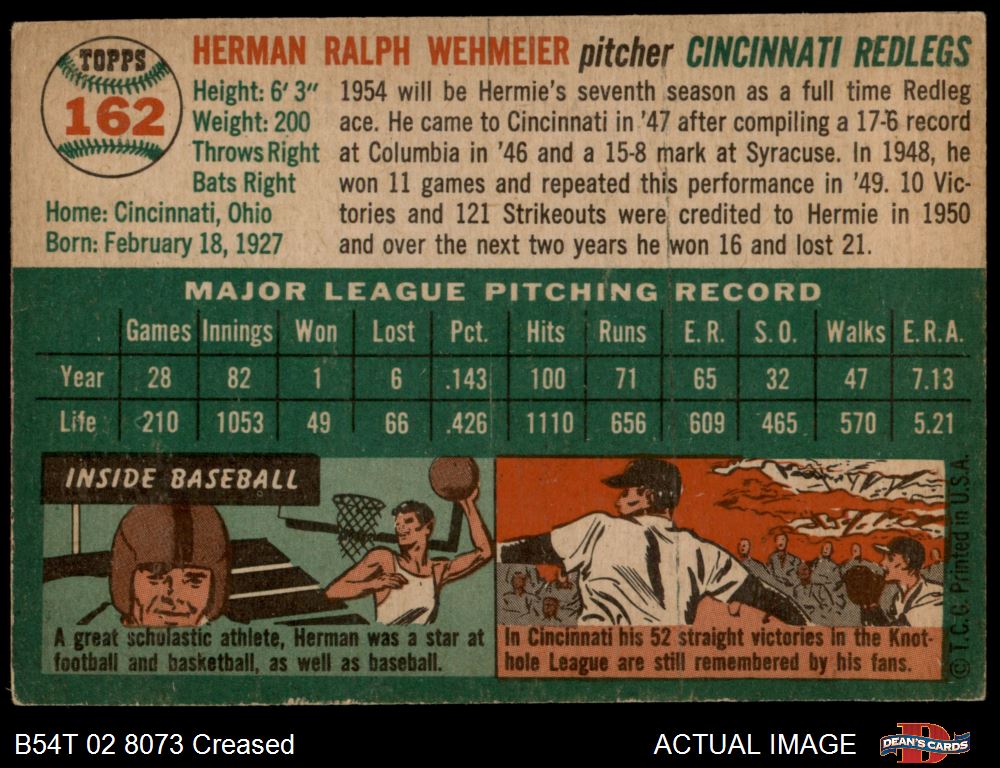 TOPPS
162
HERMAN RALPH WEHMEIER pitcher CINCINNATI REDLEGS
Height: 6' 3"
Weight: 200
Throws Right
Bats Right
Home: Cincinnati, Ohio
Born: February 18, 1927
1954 will be Hermie's seventh season as a full time Redleg
ace. He came to Cincinnati in '47 after compiling a 17-6 record
at Columbia in '46 and a 15-8 mark at Syracuse. In 1948, he
won 11 games and repeated this performance in '49. 10 Vic-
tories and 121 Strikeouts were credited to Hermie in 1950
and over the next two years he won 16 and lost 21.
MAJOR LEAGUE PITCHING RECORD
Games Innings Won Lost Pct. Hits Runs E. R. S. O. Walks E.R.A.
Year 28 82 1 6 .143 100 71 65 32 47 7.13
Life 210 1053 49 66 .426 1110 656 609 465 570 5.21
INSIDE BASEBALL
A great scholastic athlete, Herman was a star at
football and basketball, as well as baseball.
In Cincinnati his 52 straight victories in the Knot-
hole League are still remembered by his fans.
© T.C.G. Printed in U.S.A.
B54T 02 8073 Creased
ACTUAL IMAGE
DEAN'S CARDS